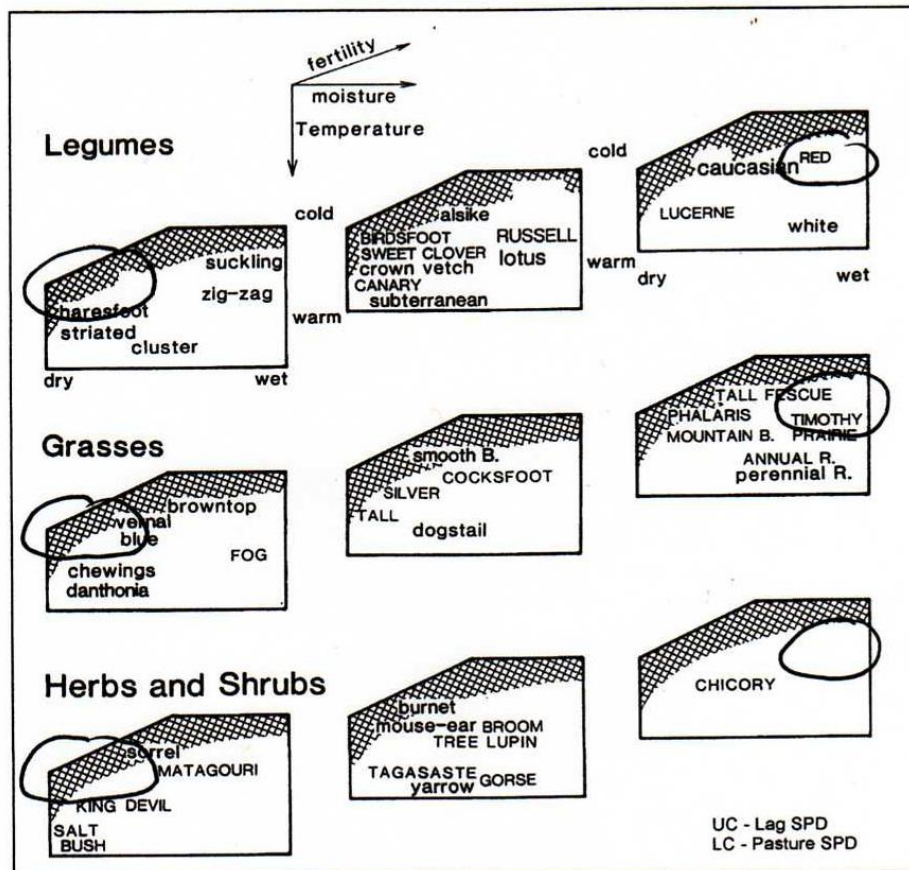 fertility
moisture
Temperature
Legumes
cold
warm
suckling
zig-zag
haresfoot
striated
cluster
dry wet
alsike
BIRDSFOOT
SWEET CLOVER
crown vetch
CANARY
subterranean
RUSSELL
lotus
cold
warm
caucasian RED
LUCERNE
white
dry wet
Grasses
browntop
vernal
blue
FOG
chewings
danthonia
smooth B.
COCKSFOOT
SILVER
TALL
dogstail
TALL FESCUE
PHALARIS TIMOTHY
MOUNTAIN B. PRAIRIE
ANNUAL R.
perennial R.
Herbs and Shrubs
sorrel
MATAGOURI
KING DEVIL
SALT
BUSH
burnet
mouse-ear BROOM
TREE LUPIN
TAGASASTE
yarrow GORSE
CHICORY
UC - Lag SPD
LC - Pasture SPD